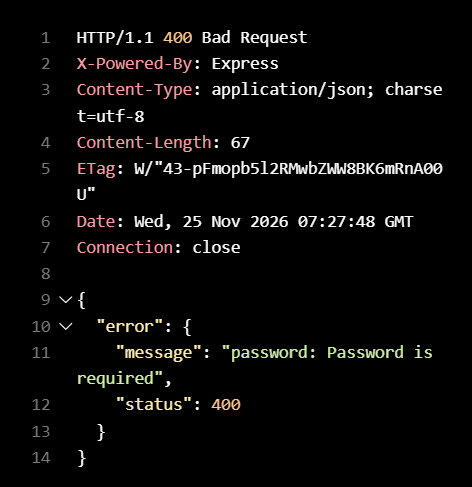 1 HTTP/1.1 400 Bad Request
2 X-Powered-By: Express
3 Content-Type: application/json; charse
t=utf-8
4 Content-Length: 67
5 ETag: W/"43-pFmopb5l2RMwbZWW8BK6mRnA00
U"
6 Date: Wed, 25 Nov 2026 07:27:48 GMT
7 Connection: close
8
9 {
10 "error": {
11 "message": "password: Password is
required",
12 "status": 400
13 }
14 }